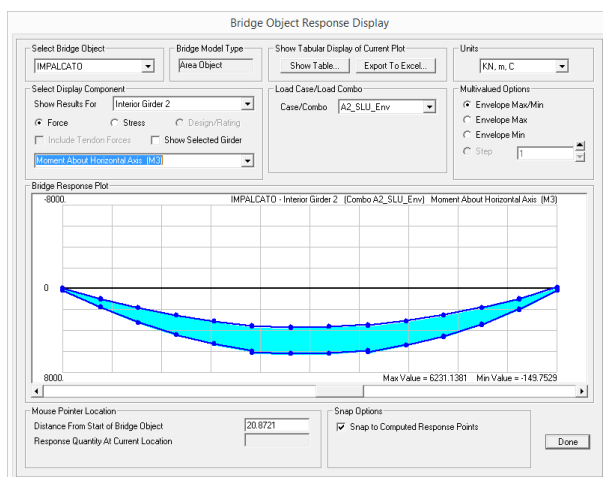 Bridge Object Response Display
Select Bridge Object
IMPALCATO
Bridge Model Type
Area Object
Show Tabular Display of Current Plot
Show Table...
Export To Excel...
Units
KN, m, C
Select Display Component
Show Results For
Interior Girder 2
Force
Stress
Design/Rating
Include Tendon Forces
Show Selected Girder
Moment About Horizontal Axis (M3)
Load Case/Load Combo
Case/Combo
A2_SLU_Env
Multivalued Options
Envelope Max/Min
Envelope Max
Envelope Min
Step
1
Bridge Response Plot
-8000.
IMPALCATO - Interior Girder 2 (Combo A2_SLU_Env) Moment About Horizontal Axis (M3)
0
8000.
Max Value = 6231.1381 Min Value = -149.7529
Mouse Pointer Location
Distance From Start of Bridge Object
20.8721
Response Quantity At Current Location
Snap Options
Snap to Computed Response Points
Done